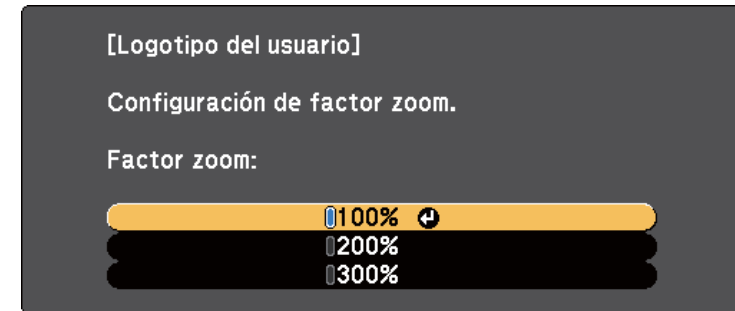 [Logotipo del usuario]
Configuración de factor zoom.
Factor zoom:
100%
200%
300%